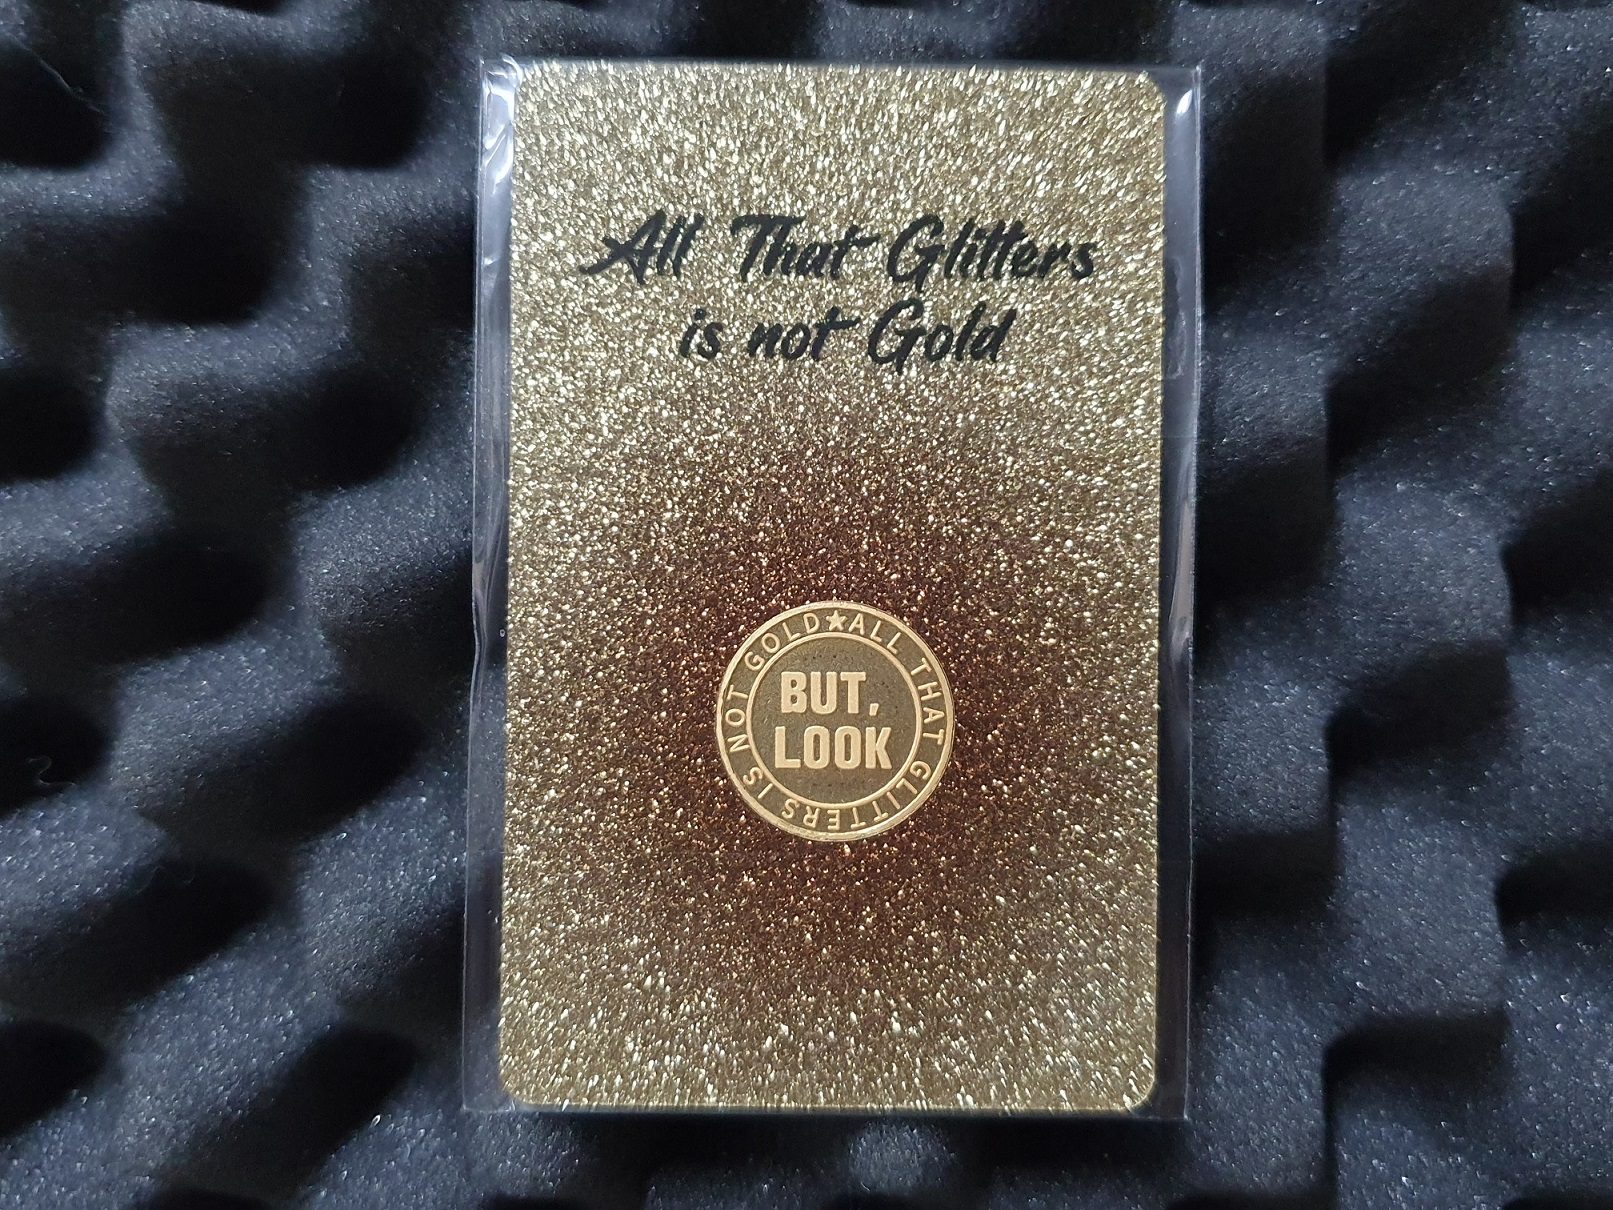 All That Glitters
is not Gold
BUT,
LOOK
★ALL THAT GLITTERS IS NOT GOLD